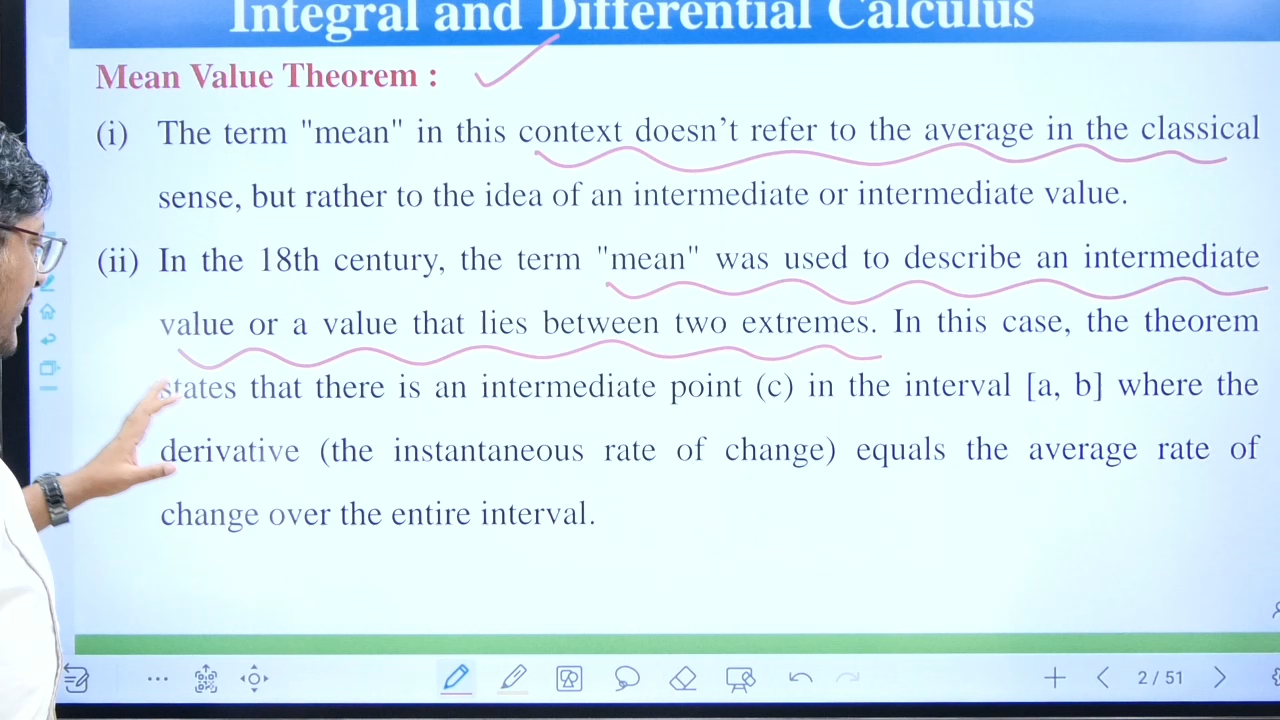 Integral and Differential Calculus
Mean Value Theorem :
(i) The term "mean" in this context doesn't refer to the average in the classical
sense, but rather to the idea of an intermediate or intermediate value.
(ii) In the 18th century, the term "mean" was used to describe an intermediate
value or a value that lies between two extremes. In this case, the theorem
states that there is an intermediate point (c) in the interval [a, b] where the
derivative (the instantaneous rate of change) equals the average rate of
change over the entire interval.
2 / 51